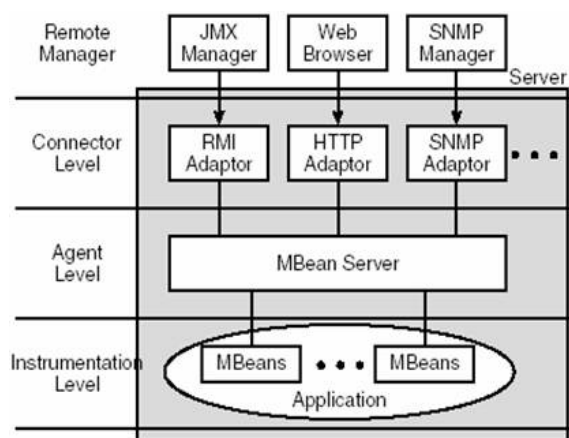 Remote
Manager
JMX
Manager
Web
Browser
SNMP
Manager
Server
Connector
Level
RMI
Adaptor
HTTP
Adaptor
SNMP
Adaptor
Agent
Level
MBean Server
Instrumentation
Level
MBeans
MBeans
Application